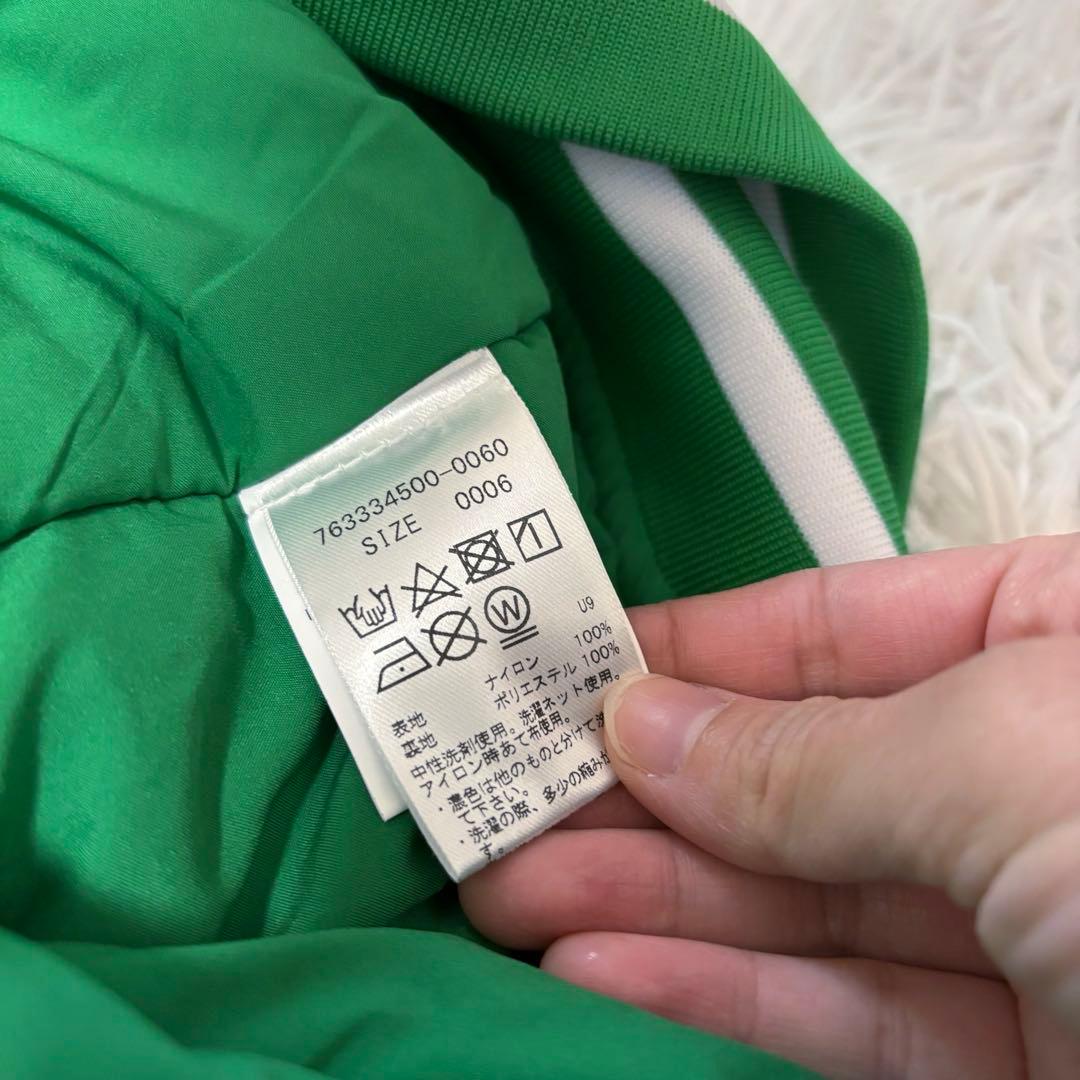 763334500-0060
SIZE 0006
W
U9
表地 ナイロン 100%
裏地 ポリエステル 100%
中性洗剤使用。洗濯ネット使用。
アイロン時あて布使用。
・濃色は他のものと分けて洗
て下さい。
・洗濯の際、多少の縮みが
す。